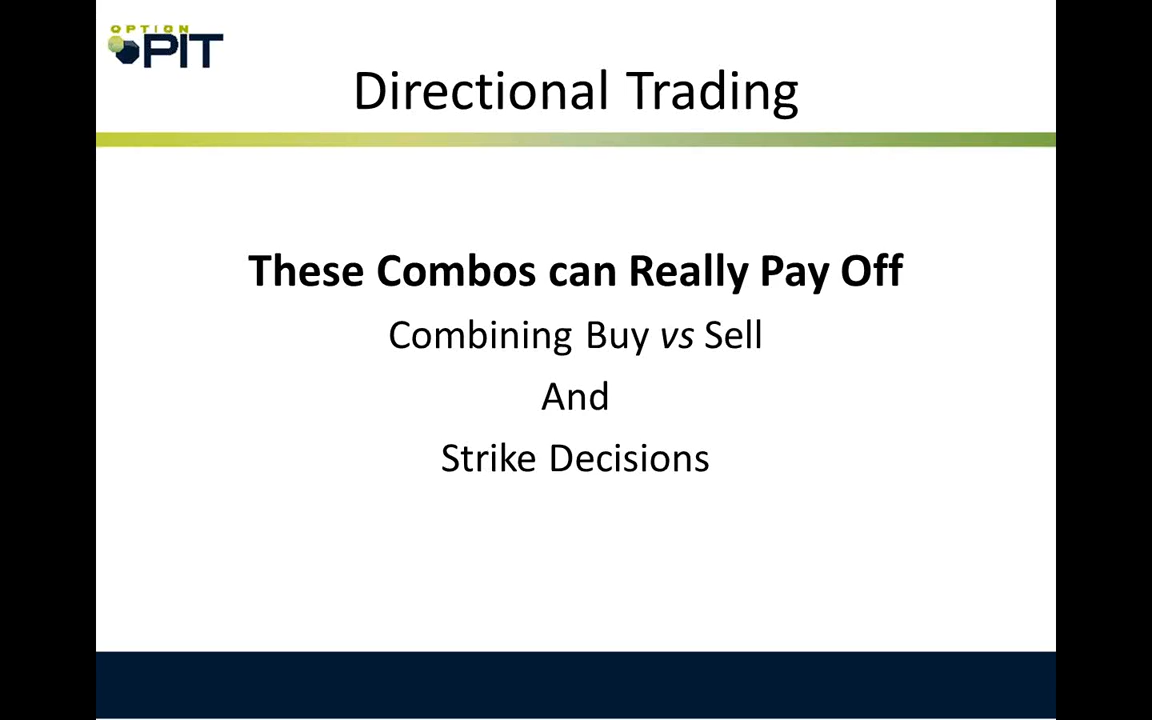 OPTION
PIT
Directional Trading
These Combos can Really Pay Off
Combining Buy vs Sell
And
Strike Decisions